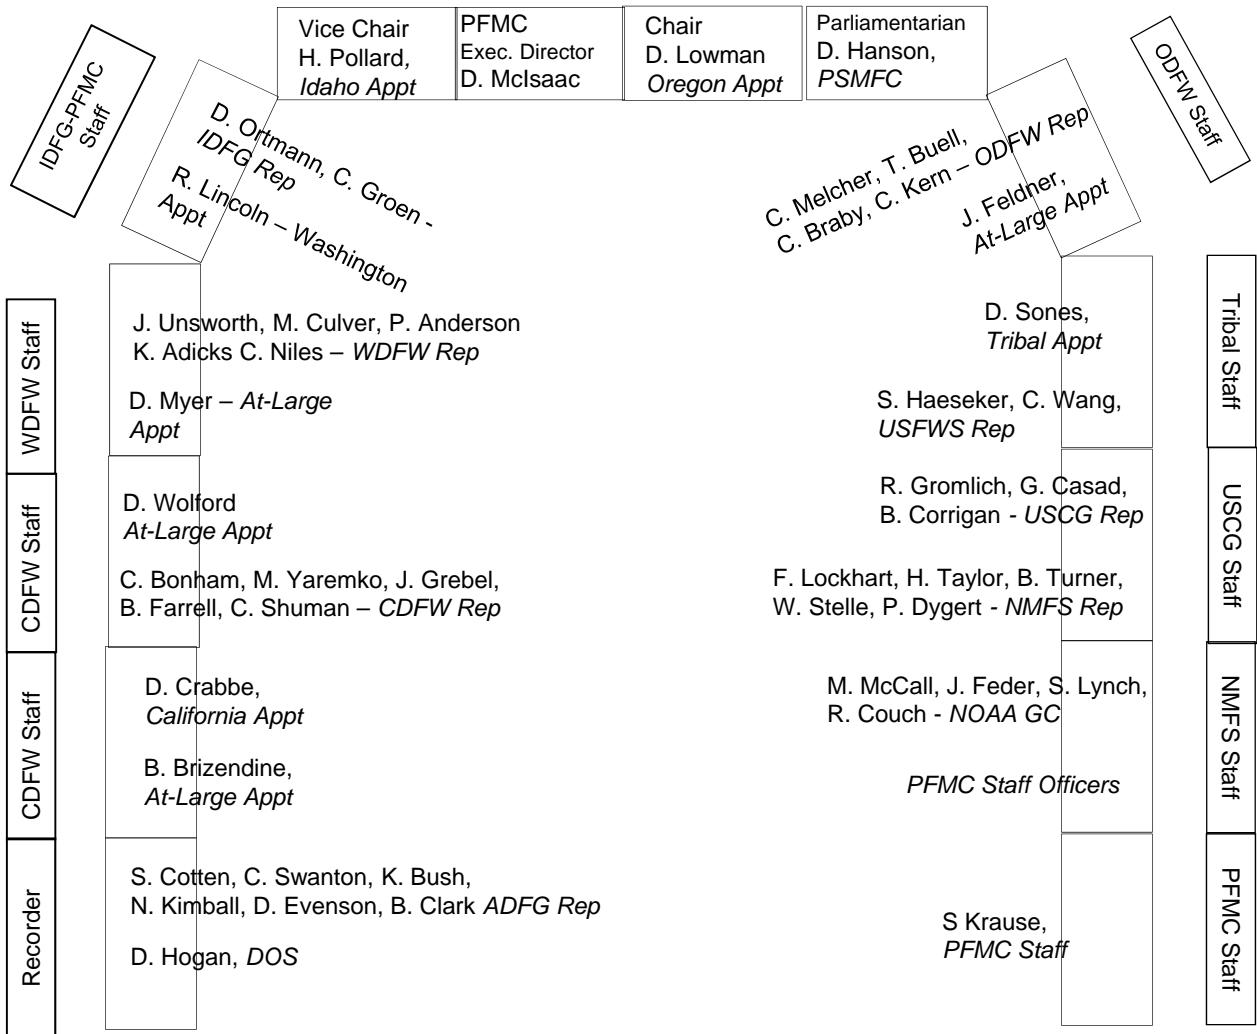 Vice Chair
H. Pollard,
Idaho Appt
PFMC
Exec. Director
D. McIsaac
Chair
D. Lowman
Oregon Appt
Parliamentarian
D. Hanson,
PSMFC
IDFG-PFMC
Staff
D. Ortmann, C. Groen -
IDFG Rep
R. Lincoln – Washington
Appt
C. Melcher, T. Buell,
C. Braby, C. Kern – ODFW Rep
J. Feldner,
At-Large Appt
ODFW Staff
WDFW Staff
J. Unsworth, M. Culver, P. Anderson
K. Adicks C. Niles – WDFW Rep
D. Myer – At-Large
Appt
D. Sones,
Tribal Appt
S. Haeseker, C. Wang,
USFWS Rep
Tribal Staff
CDFW Staff
D. Wolford
At-Large Appt
C. Bonham, M. Yaremko, J. Grebel,
B. Farrell, C. Shuman – CDFW Rep
R. Gromlich, G. Casad,
B. Corrigan - USCG Rep
F. Lockhart, H. Taylor, B. Turner,
W. Stelle, P. Dygert - NMFS Rep
USCG Staff
CDFW Staff
D. Crabbe,
California Appt
B. Brizendine,
At-Large Appt
M. McCall, J. Feder, S. Lynch,
R. Couch - NOAA GC
PFMC Staff Officers
NMFS Staff
Recorder
S. Cotten, C. Swanton, K. Bush,
N. Kimball, D. Evenson, B. Clark ADFG Rep
D. Hogan, DOS
S Krause,
PFMC Staff
PFMC Staff